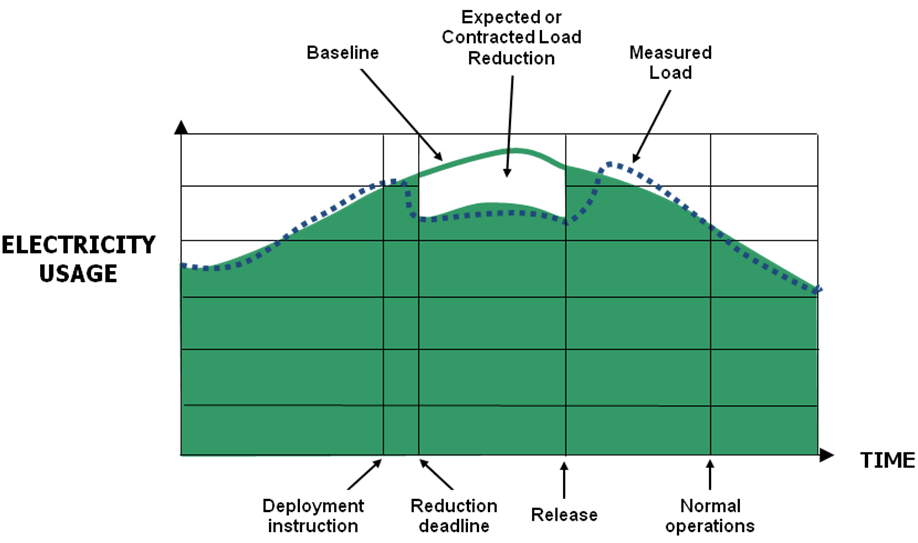 Expected or
Contracted Load
Reduction
Baseline
Measured
Load
ELECTRICITY
USAGE
TIME
Deployment
instruction
Reduction
deadline
Release
Normal
operations